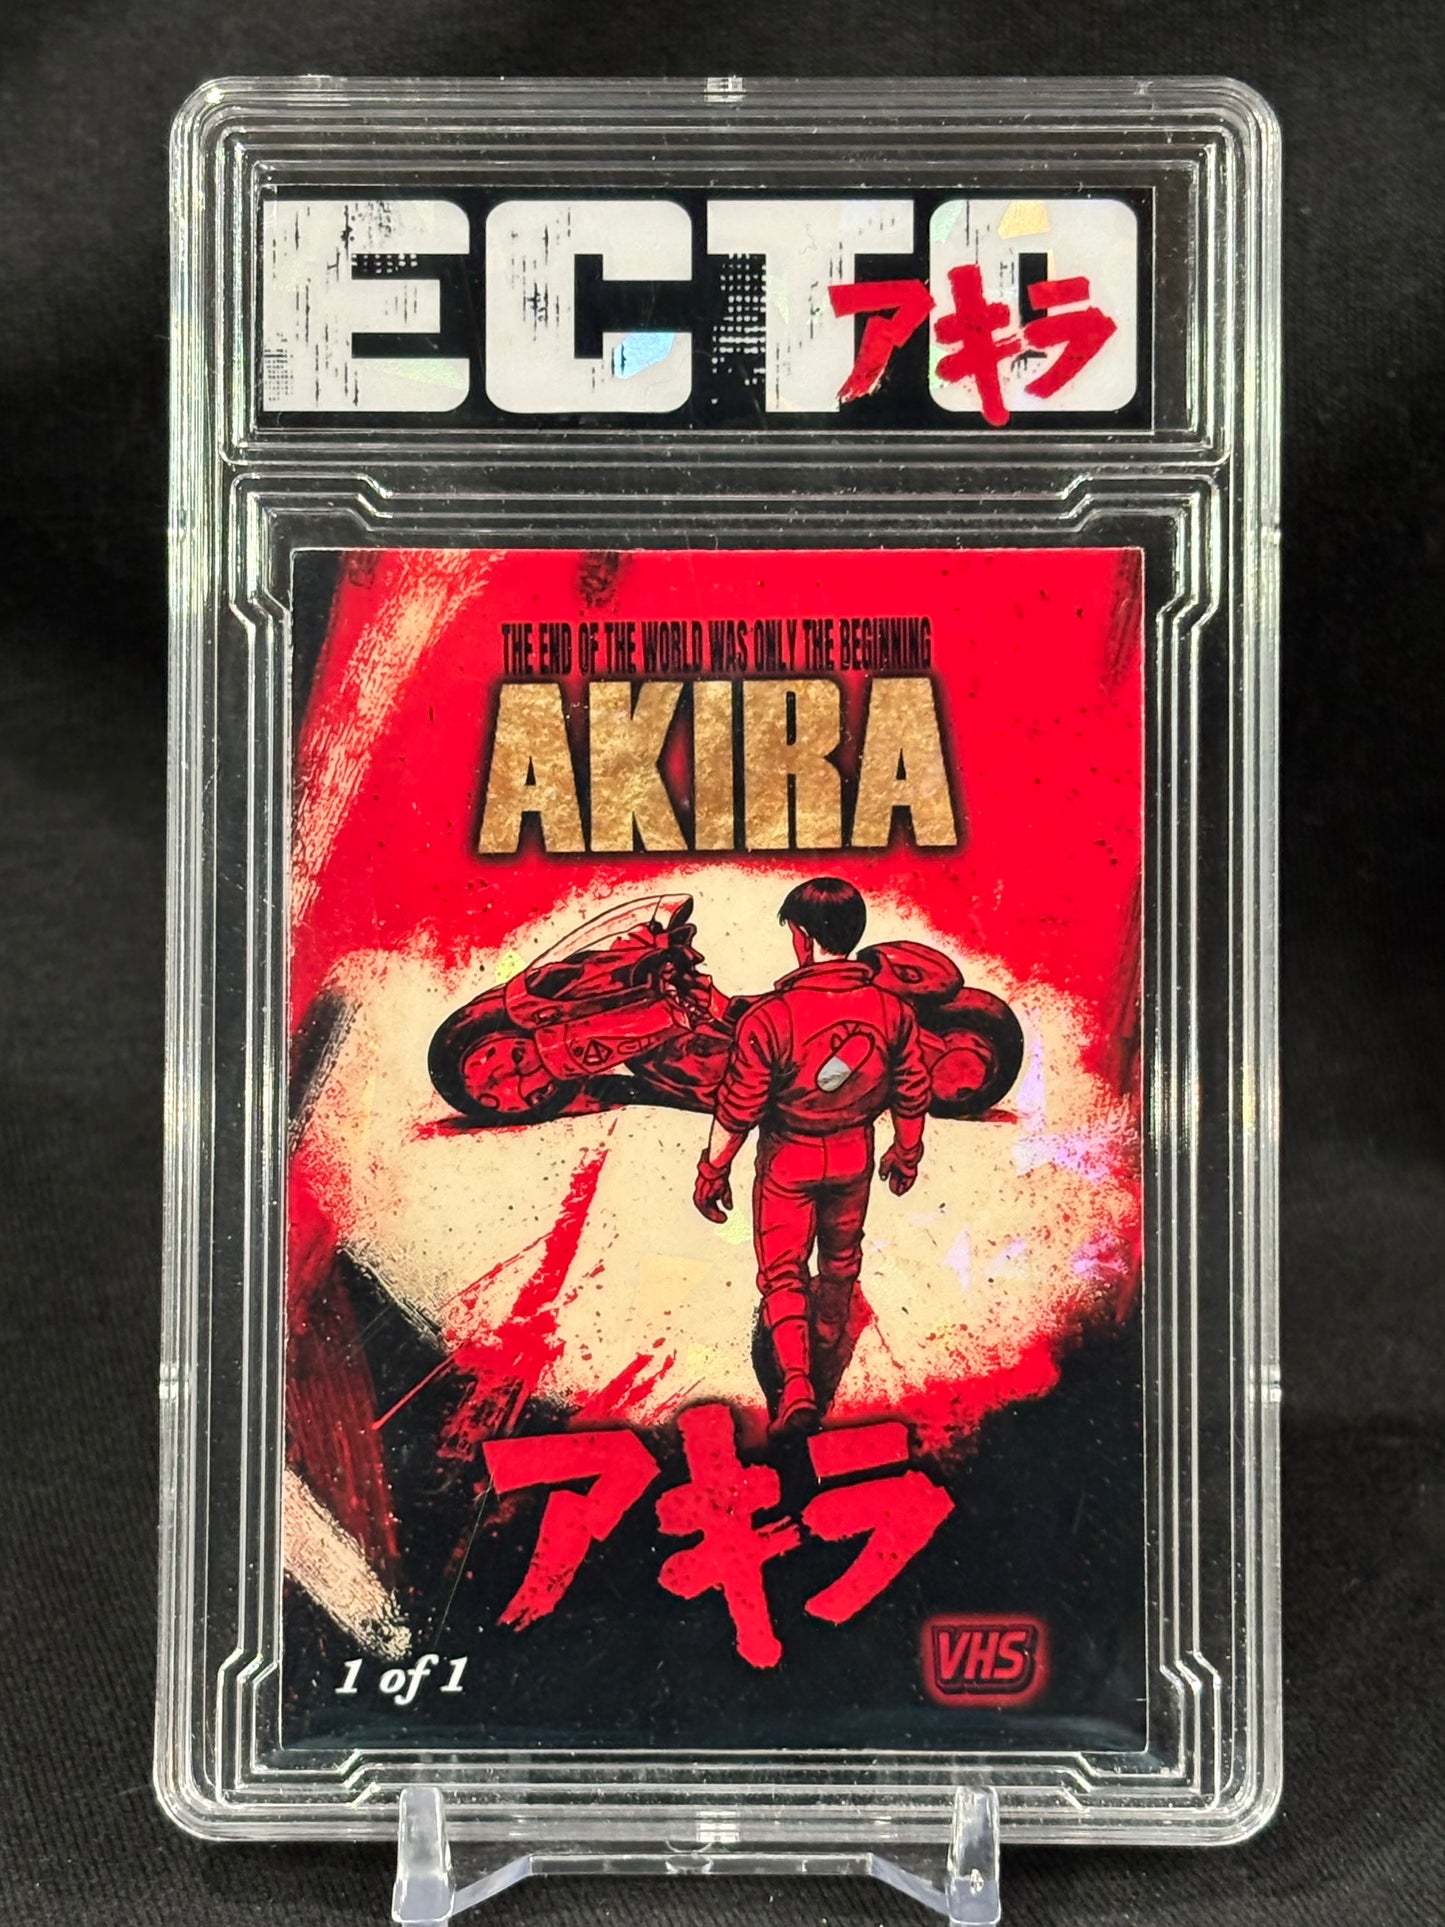 ECTO
アキラ
THE END OF THE WORLD WAS ONLY THE BEGINNING
AKIRA
アキラ
1 of 1
VHS